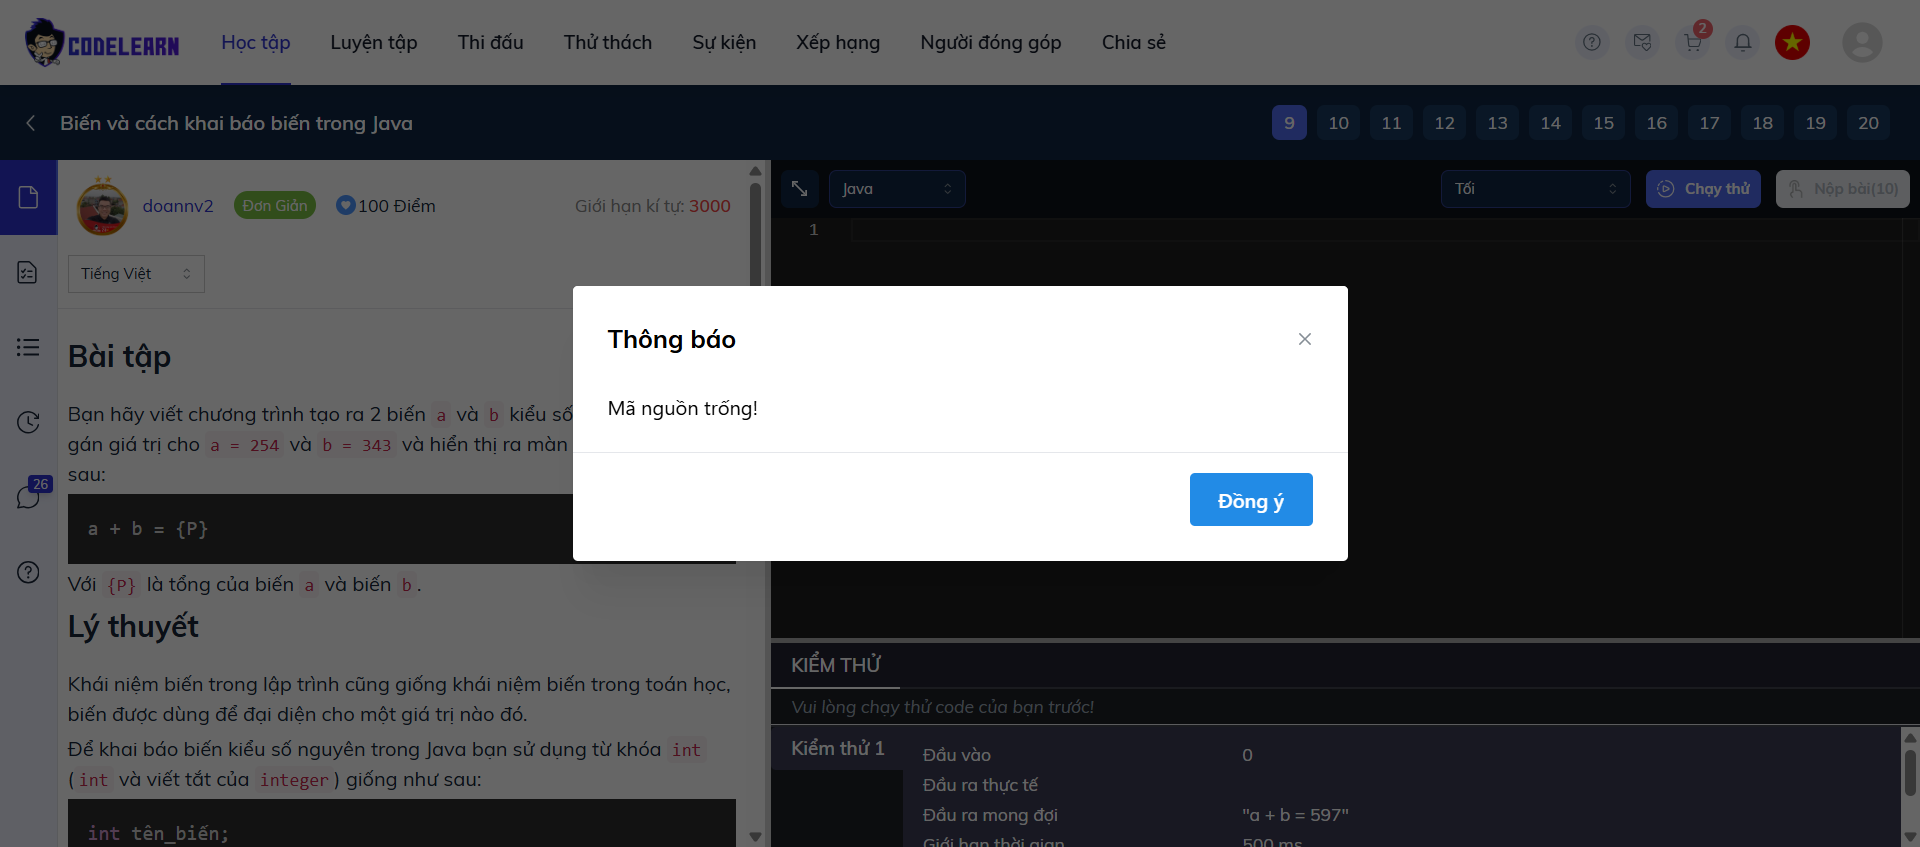 CODELEARN
Học tập
Luyện tập
Thi đấu
Thử thách
Sự kiện
Xếp hạng
Người đóng góp
Chia sẻ
2
Biến và cách khai báo biến trong Java
9 10 11 12 13 14 15 16 17 18 19 20
doannv2
Đơn Giản
100 Điểm
Giới hạn kí tự: 3000
Tiếng Việt
26
Bài tập
Bạn hãy viết chương trình tạo ra 2 biến a và b kiểu số
gán giá trị cho a = 254 và b = 343 và hiển thị ra màn
sau:
a + b = {P}
Với {P} là tổng của biến a và biến b.
Lý thuyết
Khái niệm biến trong lập trình cũng giống khái niệm biến trong toán học,
biến được dùng để đại diện cho một giá trị nào đó.
Để khai báo biến kiểu số nguyên trong Java bạn sử dụng từ khóa int
(int và viết tắt của integer) giống như sau:
int tên_biến;
Java
Tối
Chạy thử
Nộp bài(10)
1
Thông báo
Mã nguồn trống!
Đồng ý
KIỂM THỬ
Vui lòng chạy thử code của bạn trước!
Kiểm thử 1
Đầu vào 0
Đầu ra thực tế
Đầu ra mong đợi "a + b = 597"
Giới hạn thời gian 500 ms